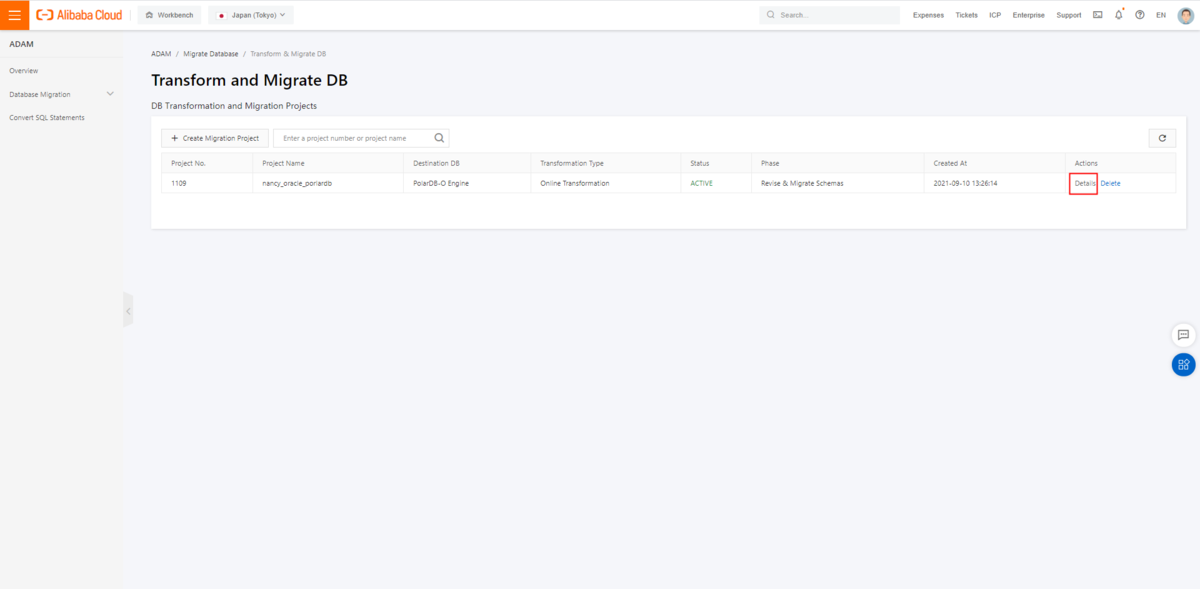 Alibaba Cloud
Workbench
Japan (Tokyo)
Search...
Expenses Tickets ICP Enterprise Support EN
ADAM
Overview
Database Migration
Convert SQL Statements
ADAM / Migrate Database / Transform & Migrate DB
Transform and Migrate DB
DB Transformation and Migration Projects
+ Create Migration Project
Enter a project number or project name
Project No. Project Name Destination DB Transformation Type Status Phase Created At Actions
1109 nancy_oracle_porlardb PolarDB-O Engine Online Transformation ACTIVE Revise & Migrate Schemas 2021-09-10 13:26:14 Details Delete